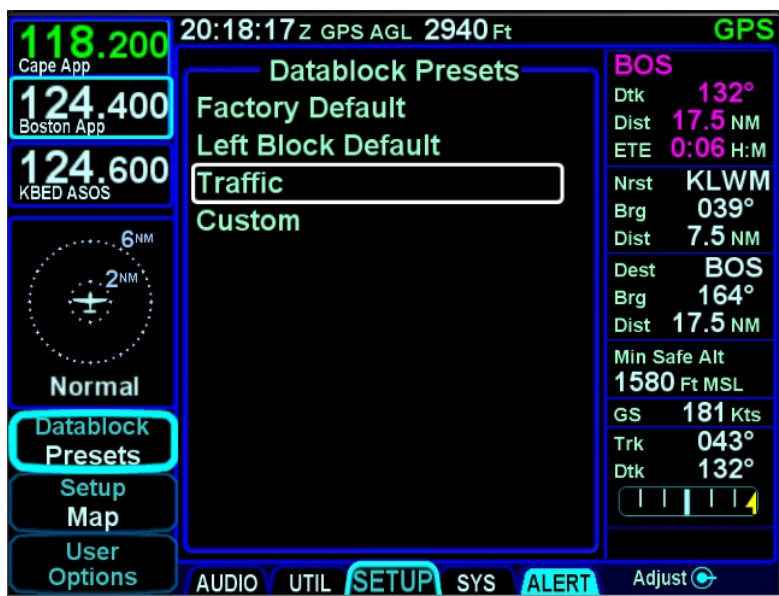 118.200
Cape App
124.400
Boston App
124.600
KBED ASOS
6NM
2NM
Normal
Datablock
Presets
Setup
Map
User
Options
20:18:17 Z GPS AGL 2940 Ft
GPS
Datablock Presets
Factory Default
Left Block Default
Traffic
Custom
BOS
Dtk 132°
Dist 17.5 NM
ETE 0:06 H:M
Nrst KLWM
Brg 039°
Dist 7.5 NM
Dest BOS
Brg 164°
Dist 17.5 NM
Min Safe Alt
1580 Ft MSL
GS 181 Kts
Trk 043°
Dtk 132°
AUDIO UTIL SETUP SYS ALERT
Adjust